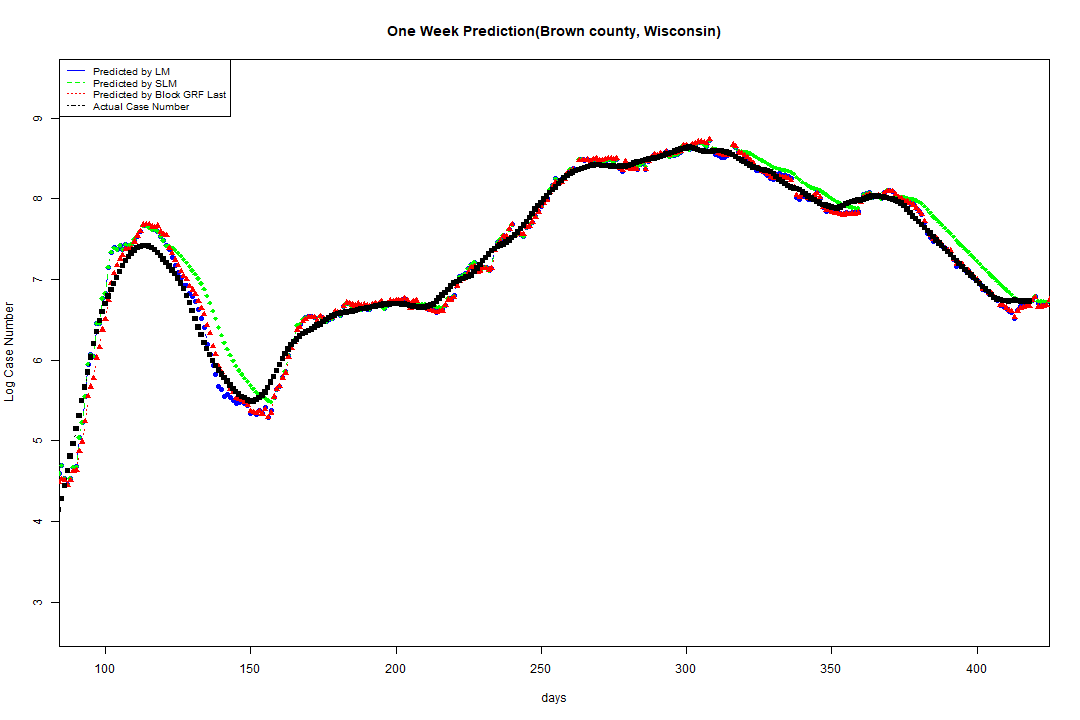 One Week Prediction(Brown county, Wisconsin)
Predicted by LM
Predicted by SLM
Predicted by Block GRF Last
Actual Case Number
Log Case Number
9
8
7
6
5
4
3
100 150 200 250 300 350 400
days